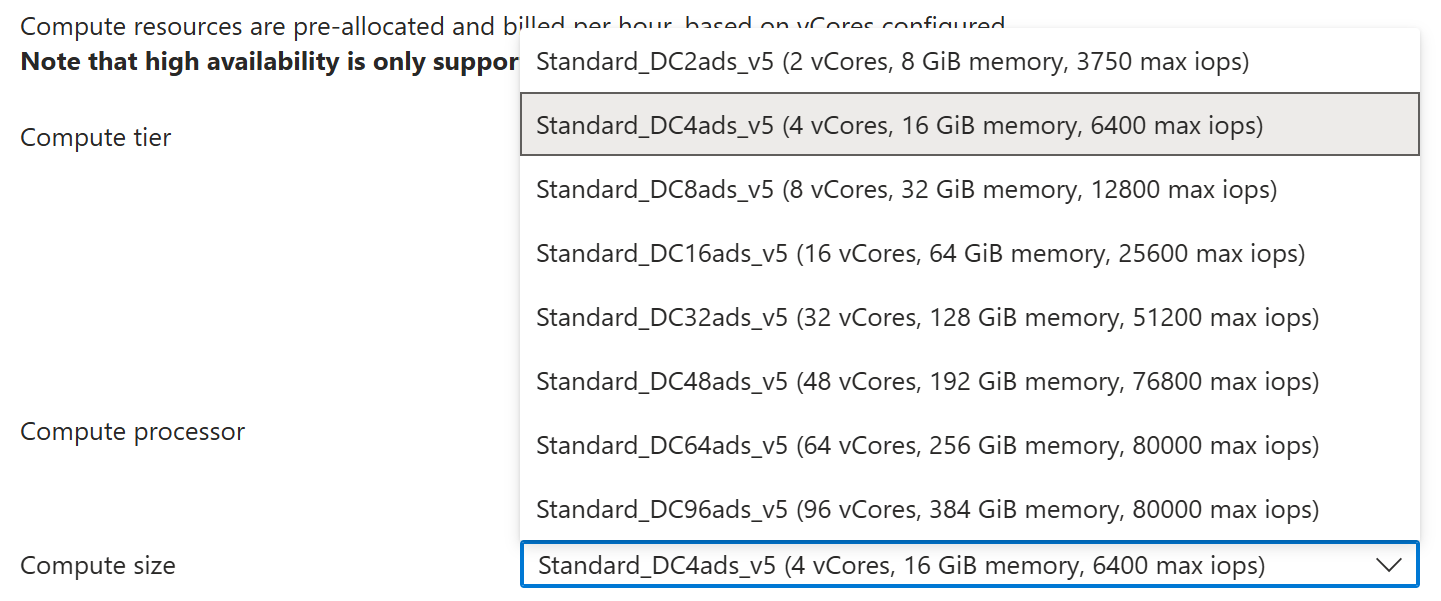 Compute resources are pre-allocated and billed per hour, based on vCores configured.
Note that high availability is only suppor
Standard_DC2ads_v5 (2 vCores, 8 GiB memory, 3750 max iops)
Standard_DC4ads_v5 (4 vCores, 16 GiB memory, 6400 max iops)
Compute tier
Standard_DC8ads_v5 (8 vCores, 32 GiB memory, 12800 max iops)
Standard_DC16ads_v5 (16 vCores, 64 GiB memory, 25600 max iops)
Standard_DC32ads_v5 (32 vCores, 128 GiB memory, 51200 max iops)
Standard_DC48ads_v5 (48 vCores, 192 GiB memory, 76800 max iops)
Compute processor
Standard_DC64ads_v5 (64 vCores, 256 GiB memory, 80000 max iops)
Standard_DC96ads_v5 (96 vCores, 384 GiB memory, 80000 max iops)
Compute size
Standard_DC4ads_v5 (4 vCores, 16 GiB memory, 6400 max iops)